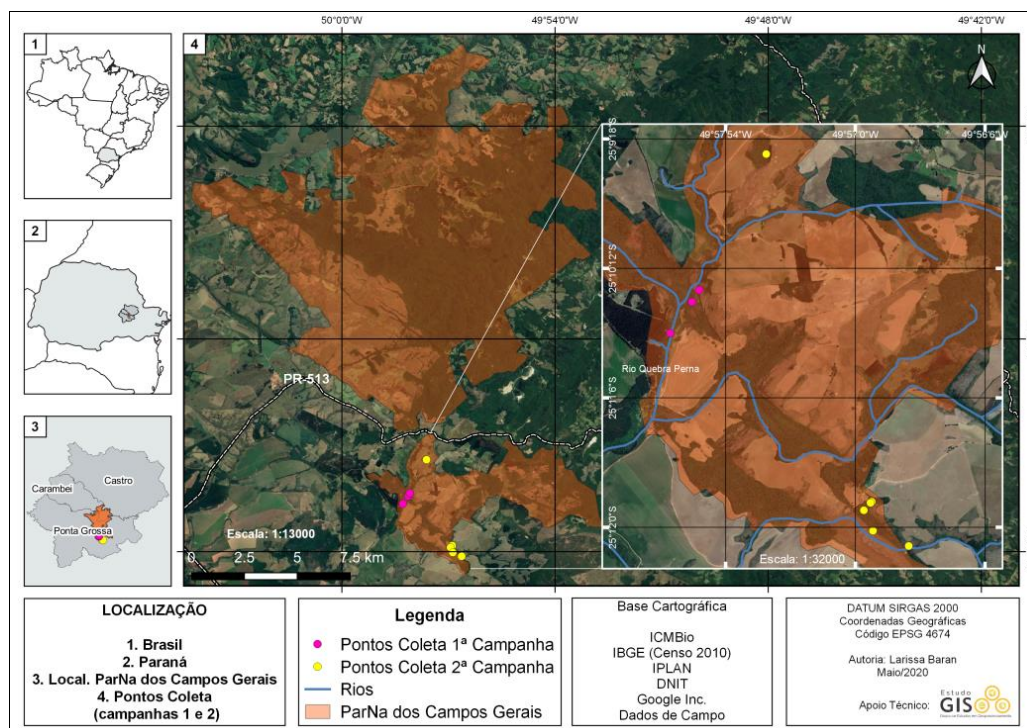 1
2
3
Carambeí
Castro
Ponta Grossa
4
50°0'0"W
49°54'0"W
49°48'0"W
49°42'0"W
N
PR-513
Escala: 1:13000
0 2.5 5 7.5 km
49°57'54"W
49°57'0"W
49°56'6"W
25°9'18"S
25°10'12"S
25°11'6"S
25°12'0"S
Rio Quebra Perna
Escala: 1:32000
LOCALIZAÇÃO
1. Brasil
2. Paraná
3. Local. ParNa dos Campos Gerais
4. Pontos Coleta
(campanhas 1 e 2)
Legenda
Pontos Coleta 1ª Campanha
Pontos Coleta 2ª Campanha
Rios
ParNa dos Campos Gerais
Base Cartográfica
ICMBio
IBGE (Censo 2010)
IPLAN
DNIT
Google Inc.
Dados de Campo
DATUM SIRGAS 2000
Coordenadas Geográficas
Código EPSG 4674
Autoria: Larissa Baran
Maio/2020
Apoio Técnico:
Estudo
GIS